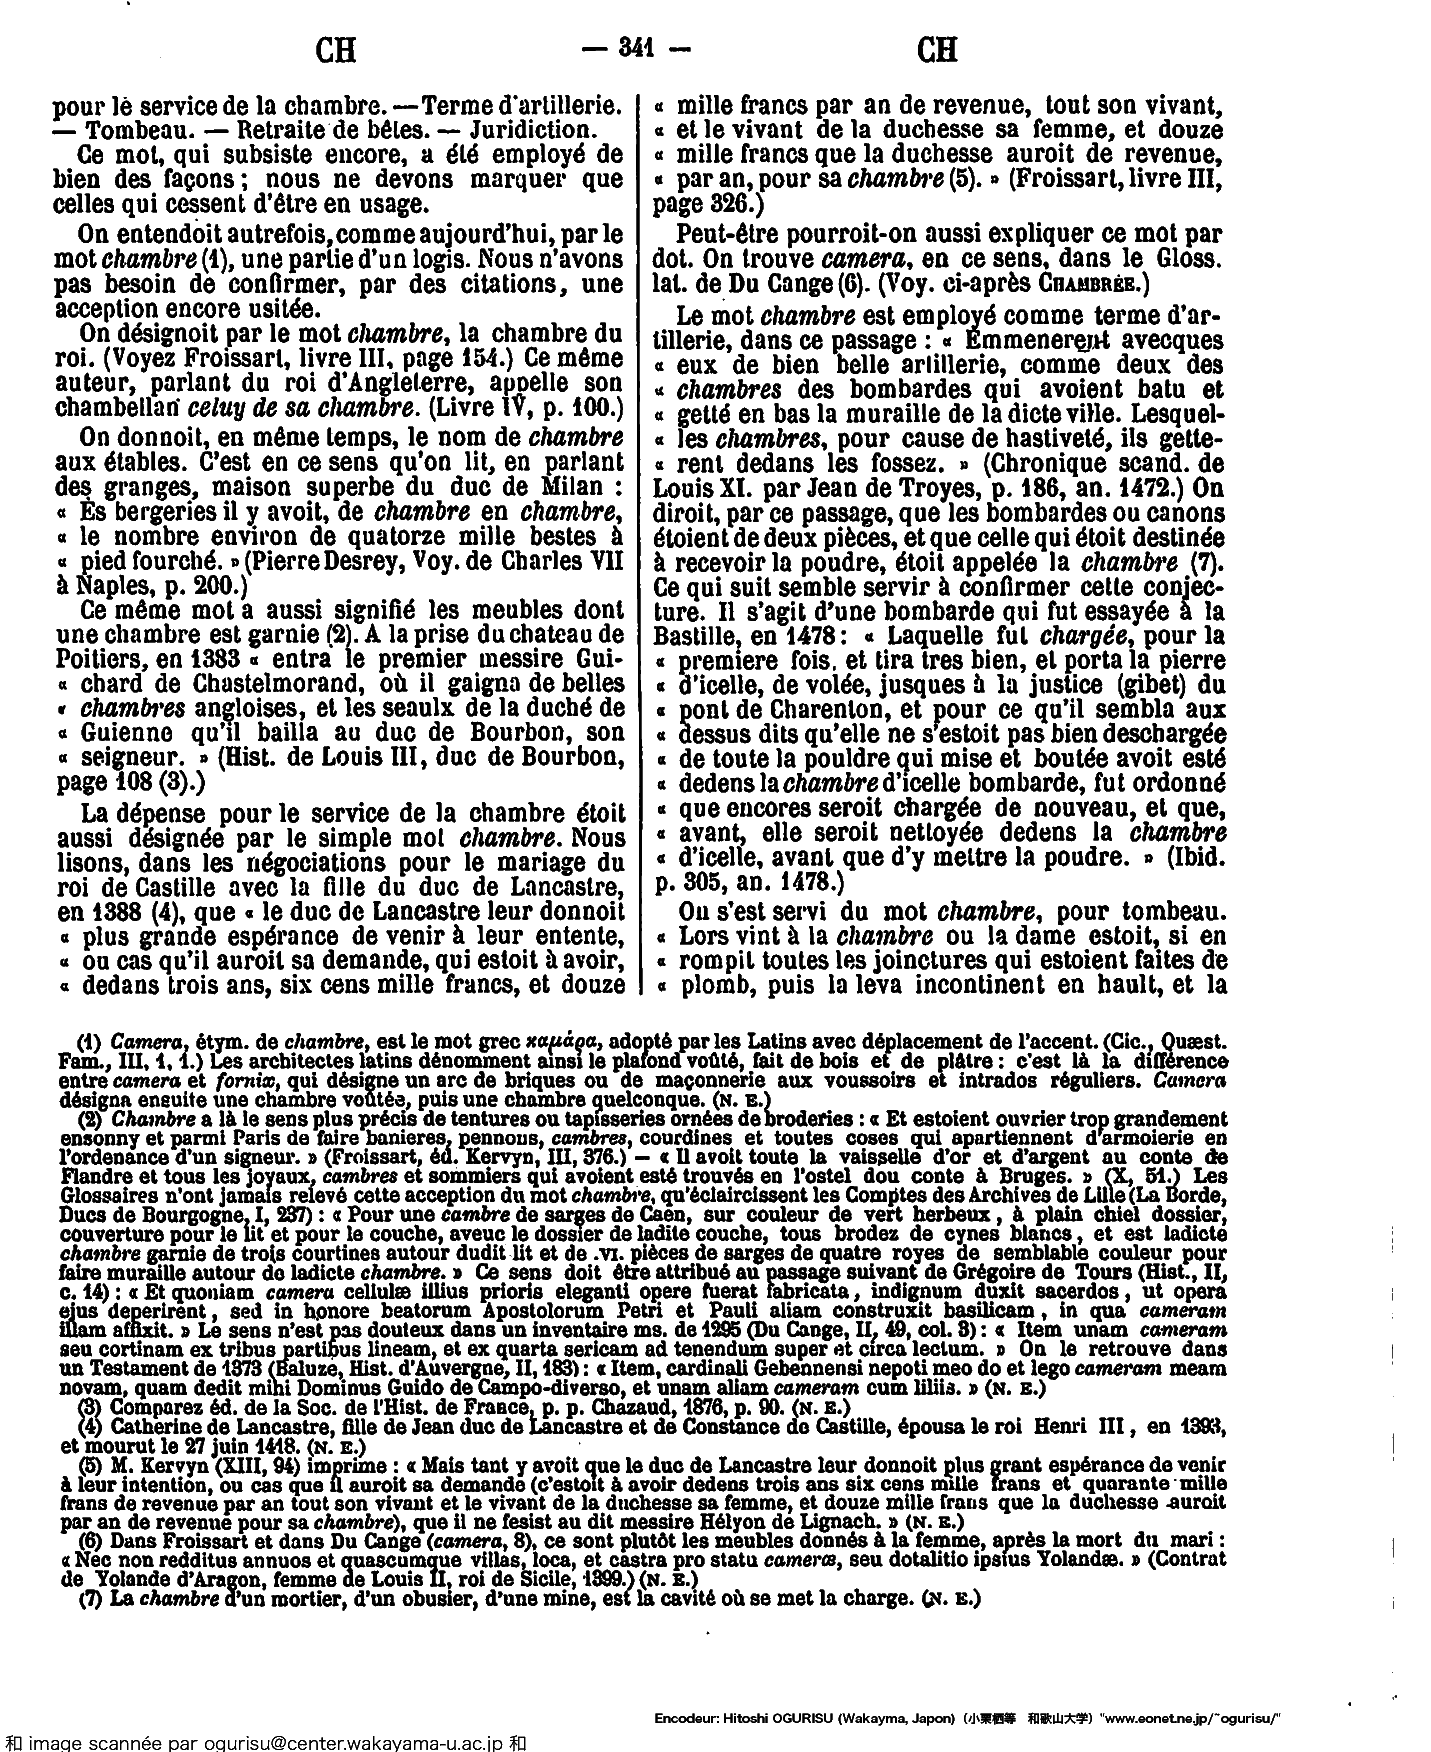 CH — 341 — CH
pour le service de la chambre. — Terme d'artillerie.
— Tombeau. — Retraite de bêtes. — Juridiction.
Ce mot, qui subsiste encore, a été employé de
bien des façons ; nous ne devons marquer que
celles qui cessent d'être en usage.
On entendoit autrefois, comme aujourd'hui, par le
mot chambre (1), une partie d'un logis. Nous n'avons
pas besoin de confirmer, par des citations, une
acception encore usitée.
On désignoit par le mot chambre, la chambre du
roi. (Voyez Froissart, livre III, page 154.) Ce même
auteur, parlant du roi d'Angleterre, appelle son
chambellan celuy de sa chambre. (Livre IV, p. 100.)
On donnoit, en même temps, le nom de chambre
aux étables. C'est en ce sens qu'on lit, en parlant
des granges, maison superbe du duc de Milan :
« Es bergeries il y avoit, de chambre en chambre,
« le nombre environ de quatorze mille bestes à
« pied fourché. » (Pierre Desrey, Voy. de Charles VII
à Naples, p. 200.)
Ce même mot a aussi signifié les meubles dont
une chambre est garnie (2). A la prise du chateau de
Poitiers, en 1383 « entra le premier messire Gui-
« chard de Chastelmorand, où il gaigna de belles
« chambres angloises, et les seaulx de la duché de
« Guienne qu'il bailla au duc de Bourbon, son
« seigneur. » (Hist. de Louis III, duc de Bourbon,
page 108 (3).)
La dépense pour le service de la chambre étoit
aussi désignée par le simple mot chambre. Nous
lisons, dans les négociations pour le mariage du
roi de Castille avec la fille du duc de Lancastre,
en 1388 (4), que « le duc de Lancastre leur donnoit
« plus grande espérance de venir à leur entente,
« ou cas qu'il auroit sa demande, qui estoit à avoir,
« dedans trois ans, six cens mille francs, et douze
« mille francs par an de revenue, tout son vivant,
« et le vivant de la duchesse sa femme, et douze
« mille francs que la duchesse auroit de revenue,
« par an, pour sa chambre (5). » (Froissart, livre III,
page 326.)
Peut-être pourroit-on aussi expliquer ce mot par
dot. On trouve camera, en ce sens, dans le Gloss.
lat. de Du Cange (6). (Voy. ci-après CHAMBRÉE.)
Le mot chambre est employé comme terme d'ar-
tillerie, dans ce passage : « Emmenerent avecques
« eux de bien belle artillerie, comme deux des
« chambres des bombardes qui avoient batu et
« getté en bas la muraille de la dicte ville. Lesquel-
« les chambres, pour cause de hastiveté, ils gette-
« rent dedans les fossez. » (Chronique scand. de
Louis XI. par Jean de Troyes, p. 186, an. 1472.) On
diroit, par ce passage, que les bombardes ou canons
étoient de deux pièces, et que celle qui étoit destinée
à recevoir la poudre, étoit appelée la chambre (7).
Ce qui suit semble servir à confirmer cette conjec-
ture. Il s'agit d'une bombarde qui fut essayée à la
Bastille, en 1478 : « Laquelle fut chargée, pour la
« premiere fois, et tira tres bien, et porta la pierre
« d'icelle, de volée, jusques à la justice (gibet) du
« pont de Charenton, et pour ce qu'il sembla aux
« dessus dits qu'elle ne s'estoit pas bien deschargée
« de toute la pouldre qui mise et boutée avoit esté
« dedens la chambre d'icelle bombarde, fut ordonné
« que encores seroit chargée de nouveau, et que,
« avant, elle seroit nettoyée dedens la chambre
« d'icelle, avant que d'y mettre la poudre. » (Ibid.
p. 305, an. 1478.)
On s'est servi du mot chambre, pour tombeau.
« Lors vint à la chambre ou la dame estoit, si en
« rompit toutes les joinctures qui estoient faites de
« plomb, puis la leva incontinent en hault, et la
(1) Camera, étym. de chambre, est le mot grec καμάρα, adopté par les Latins avec déplacement de l'accent. (Cic., Quæst.
Fam., III, 1, 1.) Les architectes latins dénomment ainsi le plafond voûté, fait de bois et de plâtre : c'est là la différence
entre camera et fornix, qui désigne un arc de briques ou de maçonnerie aux voussoirs et intrados réguliers. Camera
désigna ensuite une chambre voûtée, puis une chambre quelconque. (N. E.)
(2) Chambre a là le sens plus précis de tentures ou tapisseries ornées de broderies : « Et estoient ouvrier trop grandement
ensonny et parmi Paris de faire banieres, pennons, cambres, courdines et toutes coses qui apartiennent d'armoierie en
l'ordenance d'un signeur. » (Froissart, éd. Kervyn, III, 376.) — « Il avoit toute la vaisselle d'or et d'argent au conte de
Flandre et tous les joyaux, cambres et sommiers qui avoient esté trouvés en l'ostel dou conte à Bruges. » (X, 51.) Les
Glossaires n'ont jamais relevé cette acception du mot chambre, qu'éclaircissent les Comptes des Archives de Lille (La Borde,
Ducs de Bourgogne, I, 237) : « Pour une cambre de sarges de Caen, sur couleur de vert herbeux, à plain chiel dossier,
couverture pour le lit et pour le couche, aveuc le dossier de ladite couche, tous brodez de cynes blancs, et est ladicte
chambre garnie de trois courtines autour dudit lit et de .VI. pièces de sarges de quatre royes de semblable couleur pour
faire muraille autour de ladicte chambre. » Ce sens doit être attribué au passage suivant de Grégoire de Tours (Hist., II,
c. 14) : « Et quoniam camera cellulæ illius prioris eleganti opere fuerat fabricata, indignum duxit sacerdos, ut opera
ejus deperirent, sed in honore beatorum Apostolorum Petri et Pauli aliam construxit basilicam, in qua cameram
illam affixit. » Le sens n'est pas douteux dans un inventaire ms. de 1295 (Du Cange, II, 49, col. 3) : « Item unam cameram
seu cortinam ex tribus partibus lineam, et ex quarta sericam ad tenendum super et circa lectum. » On le retrouve dans
un Testament de 1373 (Baluze, Hist. d'Auvergne, II, 183) : « Item, cardinali Gebennensi nepoti meo do et lego cameram meam
novam, quam dedit mihi Dominus Guido de Campo-diverso, et unam aliam cameram cum liliis. » (N. E.)
(3) Comparez éd. de la Soc. de l'Hist. de France, p. p. Chazaud, 1876, p. 90. (N. E.)
(4) Catherine de Lancastre, fille de Jean duc de Lancastre et de Constance de Castille, épousa le roi Henri III, en 1393,
et mourut le 27 juin 1418. (N. E.)
(5) M. Kervyn (XIII, 94) imprime : « Mais tant y avoit que le duc de Lancastre leur donnoit plus grant espérance de venir
à leur intention, ou cas que il auroit sa demande (c'estoit à avoir dedens trois ans six cens mille frans et quarante mille
frans de revenue par an tout son vivant et le vivant de la duchesse sa femme, et douze mille frans que la duchesse auroit
par an de revenue pour sa chambre), que il ne fesist au dit messire Hélyon de Lignach. » (N. E.)
(6) Dans Froissart et dans Du Cange (camera, 8), ce sont plutôt les meubles donnés à la femme, après la mort du mari :
« Nec non redditus annuos et quascumque villas, loca, et castra pro statu cameræ, seu dotalitio ipsius Yolandæ. » (Contrat
de Yolande d'Aragon, femme de Louis II, roi de Sicile, 1399.) (N. E.)
(7) La chambre d'un mortier, d'un obusier, d'une mine, est la cavité où se met la charge. (N. E.)
Encodeur: Hitoshi OGURISU (Wakayma, Japon)（小栗栖等　和歌山大学）"www.eonet.ne.jp/~ogurisu/"
和 image scannée par ogurisu@center.wakayama-u.ac.jp 和